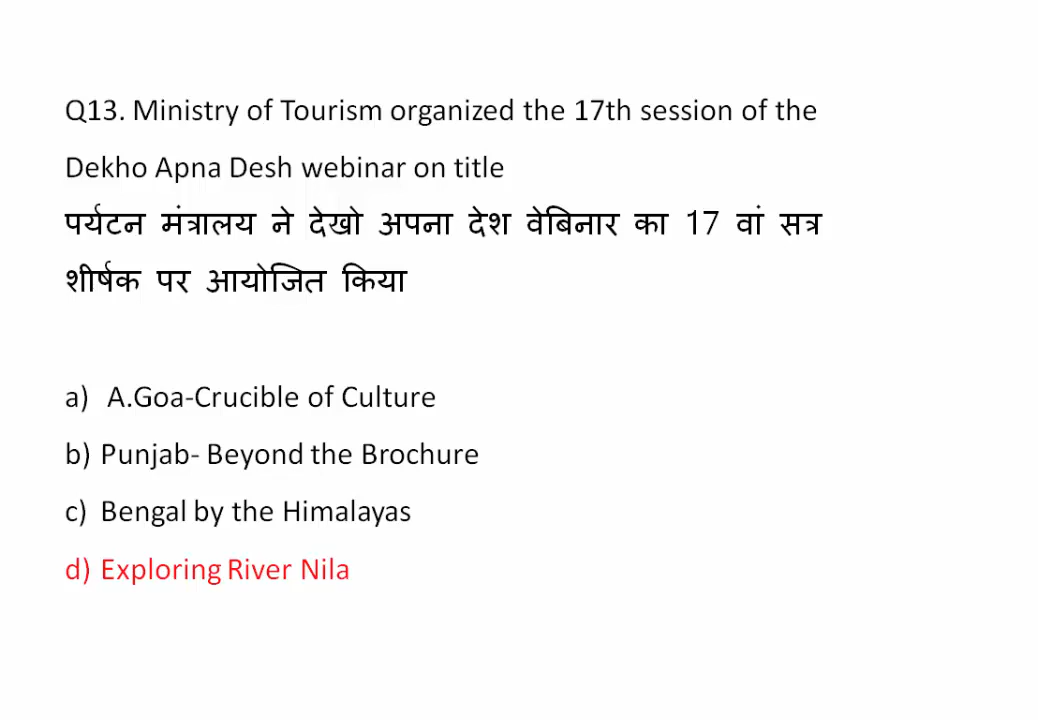 Q13. Ministry of Tourism organized the 17th session of the
Dekho Apna Desh webinar on title
पर्यटन मंत्रालय ने देखो अपना देश वेबिनार का 17 वां सत्र
शीर्षक पर आयोजित किया
a) A.Goa-Crucible of Culture
b) Punjab- Beyond the Brochure
c) Bengal by the Himalayas
d) Exploring River Nila